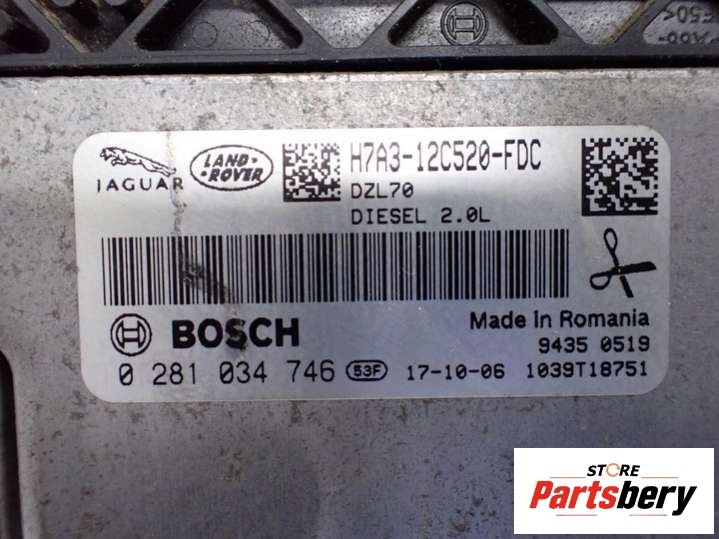 JAGUAR
LAND-
-ROVER
H7A3-12C520-FDC
DZL70
DIESEL 2.0L
BOSCH
Made in Romania
9435 0519
0 281 034 746 53F 17-10-06 1039T18751
STORE
Partsbery